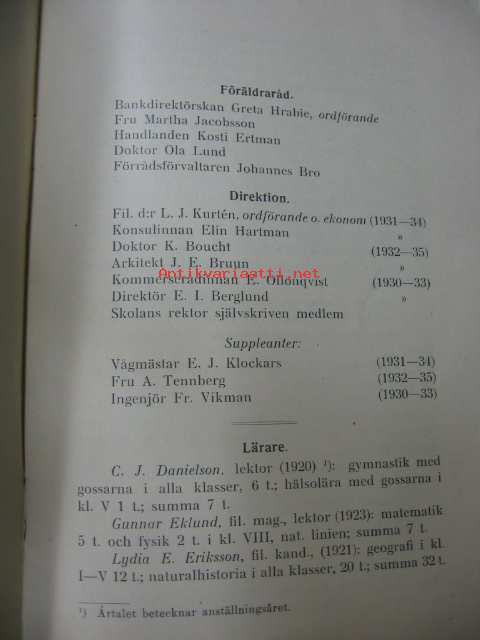 Föräldraråd.
Bankdirektörskan Greta Hrabie, ordförande
Fru Martha Jacobsson
Handlanden Kosti Ertman
Doktor Ola Lund
Förrådsförvaltaren Johannes Bro
Direktion.
Fil. d:r L. J. Kurtén, ordförande o. ekonom (1931—34)
Konsulinnan Elin Hartman »
Doktor K. Boucht (1932—35)
Arkitekt J. E. Bruun »
Antikvariaatti.net
Kommerserådinnan E. Ollonqvist (1930—33)
Direktör E. I. Berglund »
Skolans rektor självskriven medlem
Suppleanter:
Vågmästar E. J. Klockars (1931—34)
Fru A. Tennberg (1932—35)
Ingenjör Fr. Vikman (1930—33)
Lärare.
C. J. Danielson, lektor (1920) ¹): gymnastik med
gossarna i alla klasser, 6 t.; hälsolära med gossarna i
kl. V 1 t.; summa 7 t.
Gunnar Eklund, fil. mag., lektor (1923): matematik
5 t. och fysik 2 t. i kl. VIII, nat. linjen; summa 7 t.
Lydia E. Eriksson, fil. kand., (1921): geografi i kl.
I—V 12 t.; naturalhistoria i alla klasser, 20 t.; summa 32 t.
¹) Årtalet betecknar anställningsåret.